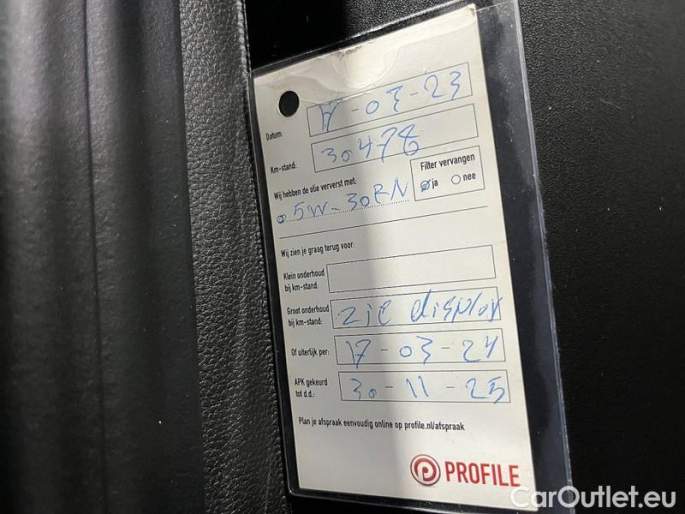 Datum: 17-03-23
Km-stand: 30478
Wij hebben de olie ververst met:
5W-30RN
Filter vervangen
ja nee
Wij zien je graag terug voor:
Klein onderhoud
bij km-stand:
Groot onderhoud
bij km-stand: zie display
Of uiterlijk per: 17-03-24
APK gekeurd
tot d.d.: 30-11-25
Plan je afspraak eenvoudig online op profile.nl/afspraak
PROFILE
CarOutlet.eu